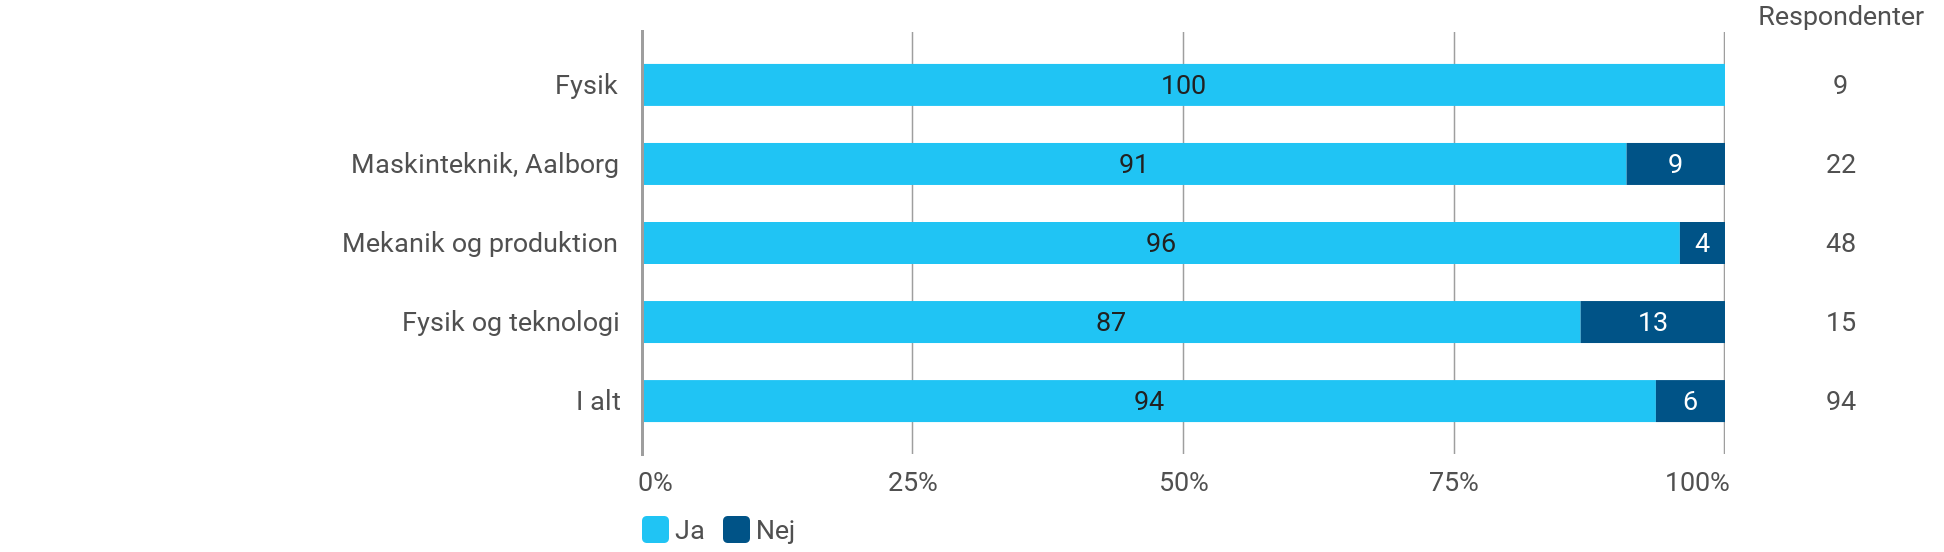 Respondenter
Fysik 100 9
Maskinteknik, Aalborg 91 9 22
Mekanik og produktion 96 4 48
Fysik og teknologi 87 13 15
I alt 94 6 94
0% 25% 50% 75% 100%
Ja Nej